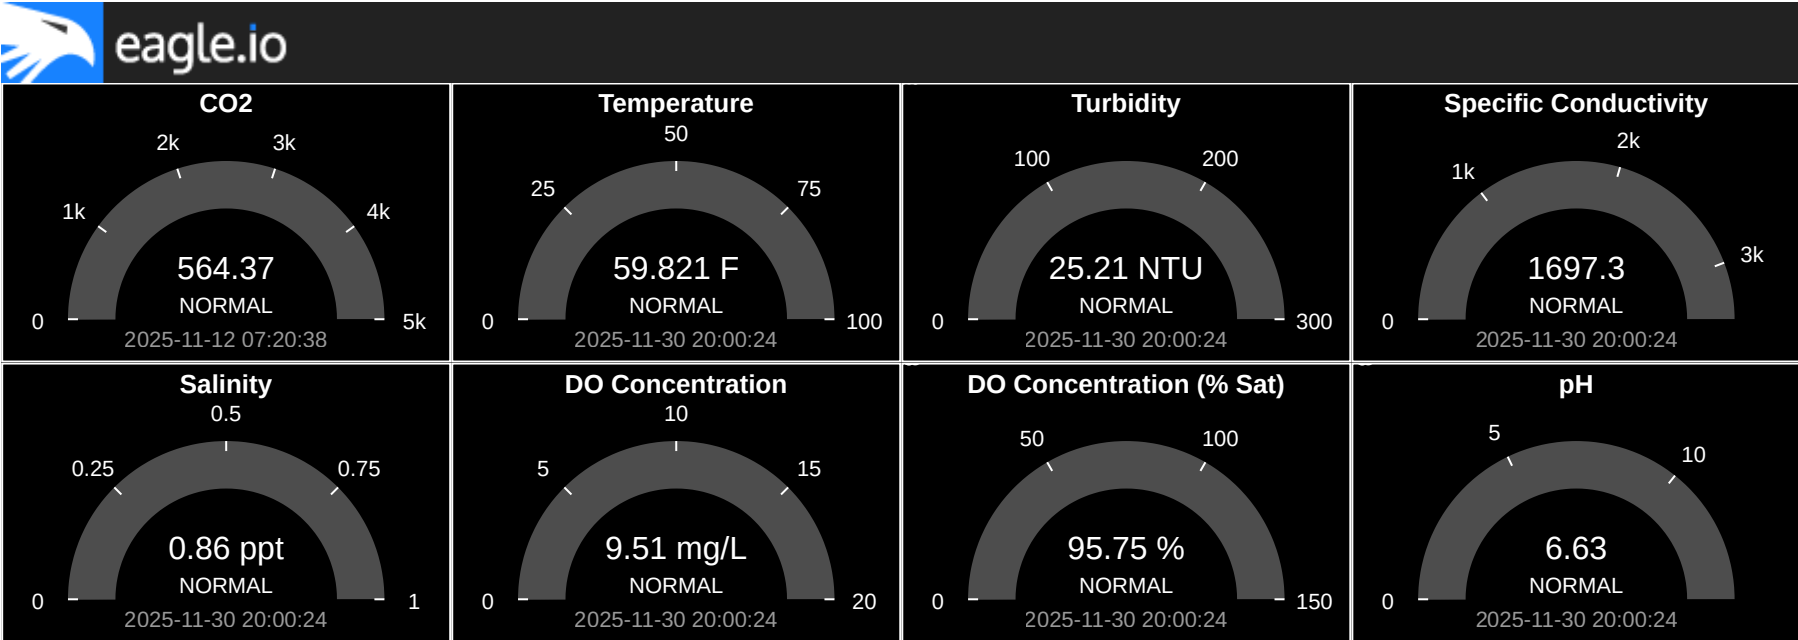 eagle.io
CO2
2k
3k
1k
4k
564.37
NORMAL
0
5k
2025-11-12 07:20:38
Temperature
50
25
75
59.821 F
NORMAL
0
100
2025-11-30 20:00:24
Turbidity
100
200
25.21 NTU
NORMAL
0
300
2025-11-30 20:00:24
Specific Conductivity
2k
1k
3k
1697.3
NORMAL
0
2025-11-30 20:00:24
Salinity
0.5
0.25
0.75
0.86 ppt
NORMAL
0
1
2025-11-30 20:00:24
DO Concentration
10
5
15
9.51 mg/L
NORMAL
0
20
2025-11-30 20:00:24
DO Concentration (% Sat)
50
100
95.75 %
NORMAL
0
150
2025-11-30 20:00:24
pH
5
10
6.63
NORMAL
0
2025-11-30 20:00:24